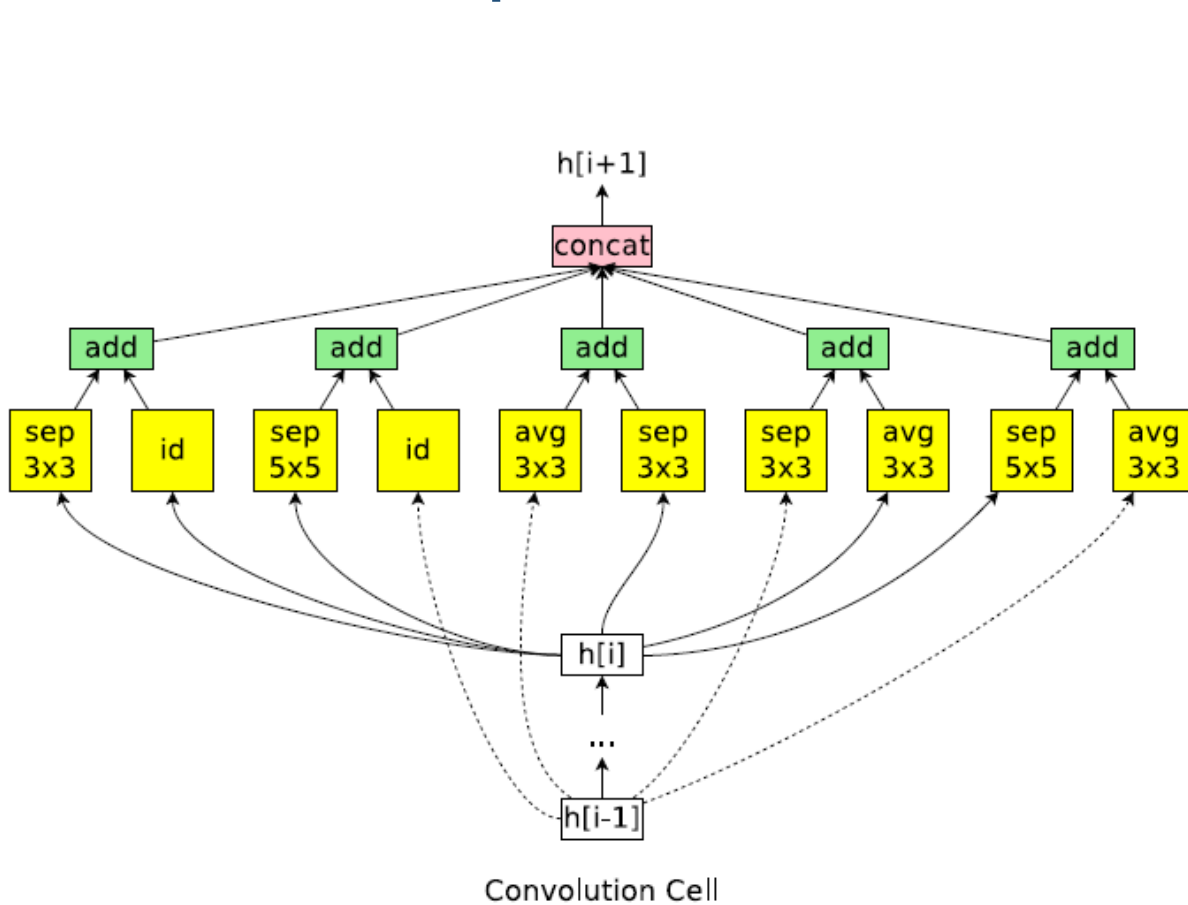 h[i+1]
concat
add add add add add
sep 3x3
id
sep 5x5
id
avg 3x3
sep 3x3
sep 3x3
avg 3x3
sep 5x5
avg 3x3
h[i]
...
h[i-1]
Convolution Cell